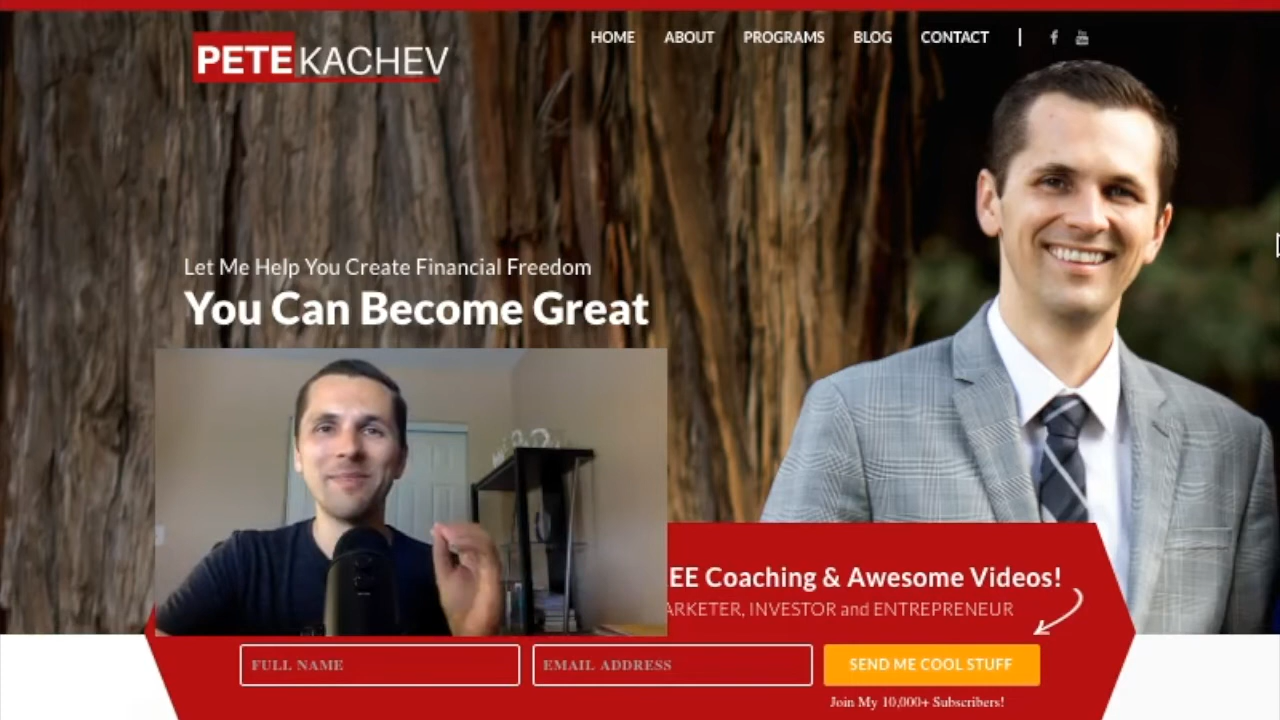 PETE KACHEV
HOME ABOUT PROGRAMS BLOG CONTACT
Let Me Help You Create Financial Freedom
You Can Become Great
EE Coaching & Awesome Videos!
ARKETER, INVESTOR and ENTREPRENEUR
FULL NAME
EMAIL ADDRESS
SEND ME COOL STUFF
Join My 10,000+ Subscribers!